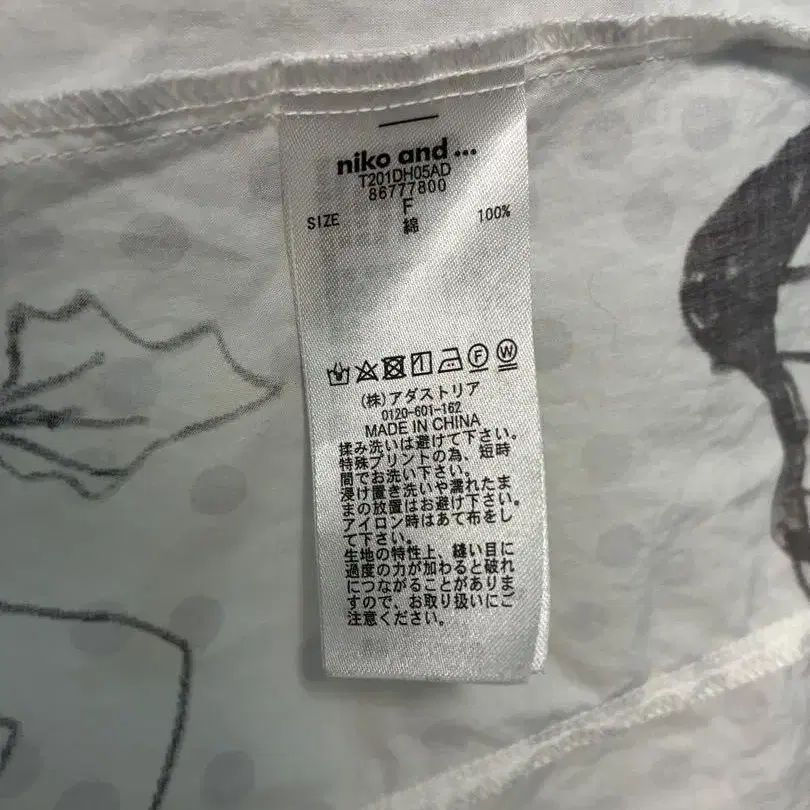 niko and ...
T201DH05AD
86777800
SIZE F
綿 100%
F W
(株)アダストリア
0120-601-162
MADE IN CHINA
揉み洗いは避けて下さい。
特殊プリントの為、短時
間でお洗い下さい。
浸け置き洗いや濡れたま
まの放置はお避け下さい。
アイロン時はあて布をし
て下さい。
生地の特性上、縫い目に
過度の力が加わると破れ
につながることがありま
すので、お取り扱いにご
注意ください。